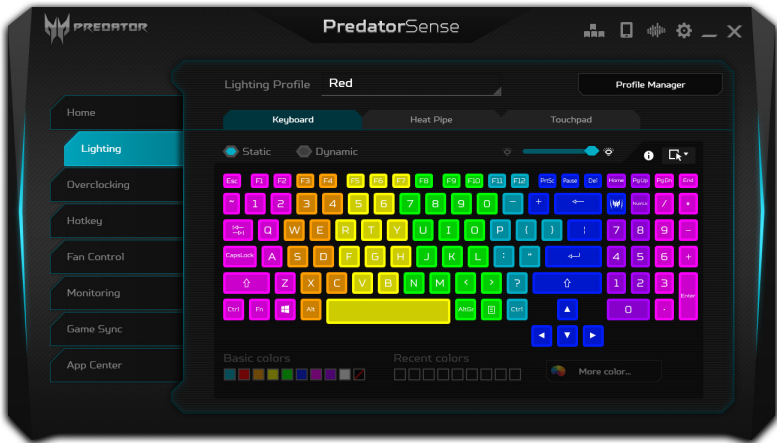 PREDATOR
PredatorSense
Lighting Profile Red
Profile Manager
Home
Lighting
Overclocking
Hotkey
Fan Control
Monitoring
Game Sync
App Center
Keyboard Heat Pipe Touchpad
Static Dynamic
Esc F1 F2 F3 F4 F5 F6 F7 F8 F9 F10 F11 F12 PrtSc Pause Del Home PgUp PgDn End
~ 1 2 3 4 5 6 7 8 9 0 - + NumLk / *
Q W E R T Y U I O P { } | 7 8 9 -
CapsLock A S D F G H J K L : " 4 5 6 +
Z X C V B N M < > ? 1 2 3 Enter
Ctrl Fn Alt AltGr Ctrl 0 .
Basic colors Recent colors
More color...